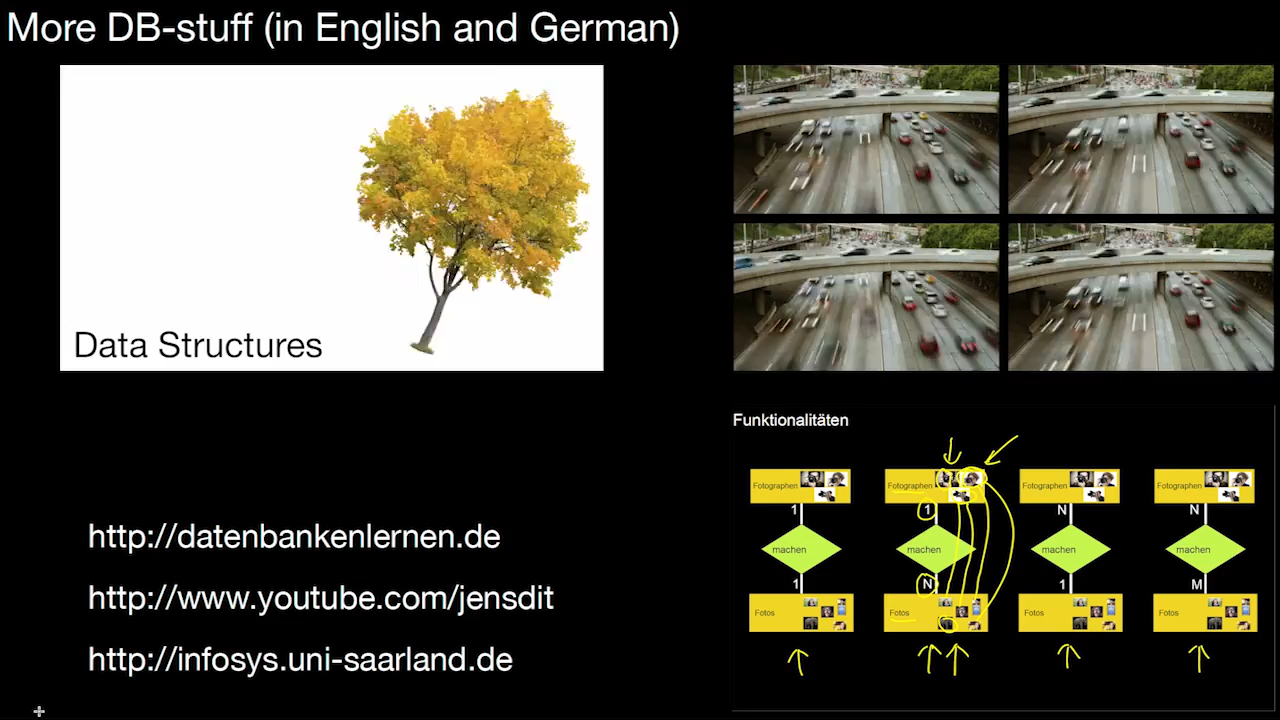 More DB-stuff (in English and German)
Data Structures
http://datenbankenlernen.de
http://www.youtube.com/jensdit
http://infosys.uni-saarland.de
Funktionalitäten
Fotographen Fotographen Fotographen Fotographen
1 1 N N
machen machen machen machen
1 N 1 M
Fotos Fotos Fotos Fotos